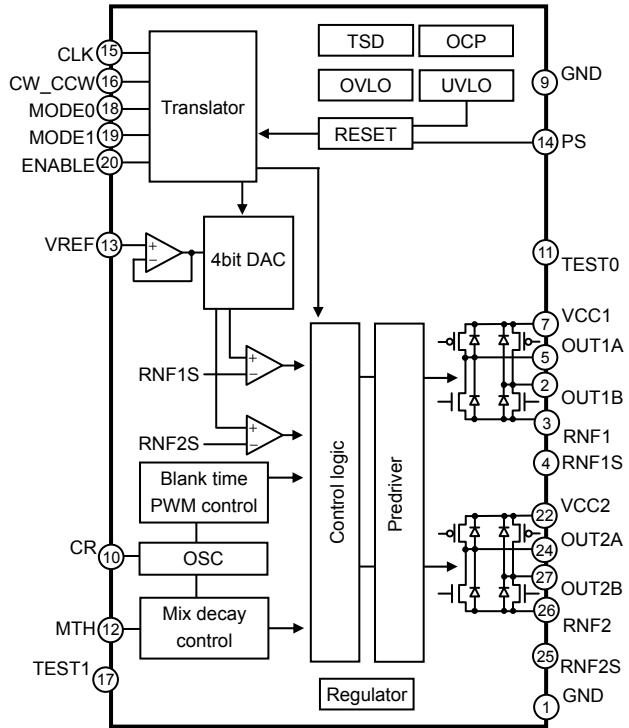 CLK
15
CW_CCW
16
MODE0
18
MODE1
19
ENABLE
20
Translator
TSD
OCP
OVLO
UVLO
RESET
9
GND
14
PS
VREF
13
+
−
4bit DAC
11
TEST0
RNF1S
+
−
RNF2S
+
−
Blank time
PWM control
CR
10
OSC
MTH
12
Mix decay
control
TEST1
17
Control logic
Predriver
Regulator
7
VCC1
5
OUT1A
2
OUT1B
3
RNF1
4
RNF1S
22
VCC2
24
OUT2A
27
OUT2B
26
RNF2
25
RNF2S
1
GND